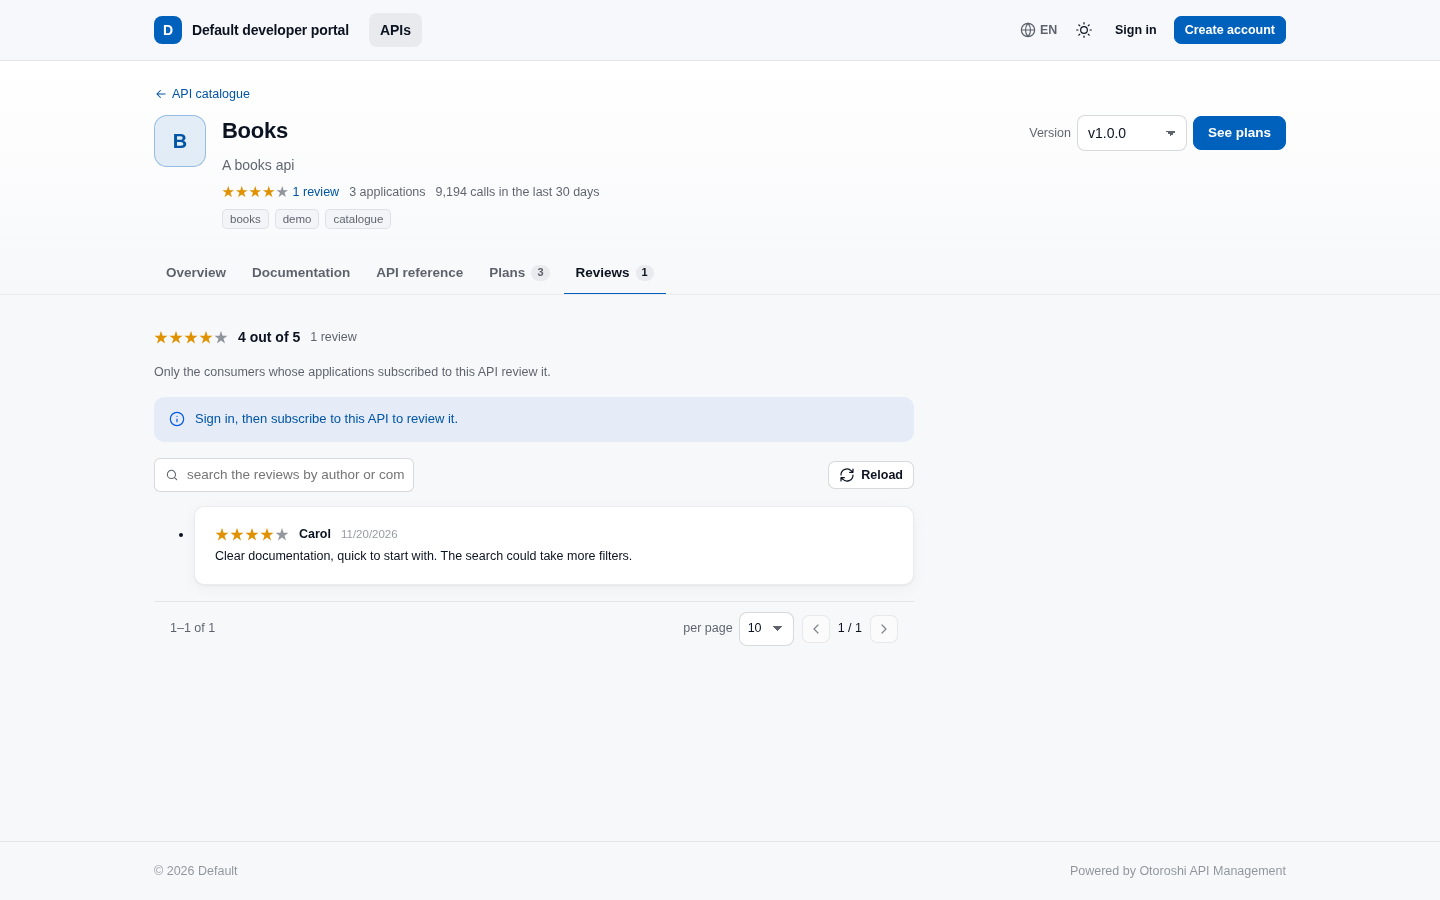 D Default developer portal APIs EN Sign in Create account
API catalogue
B Books Version v1.0.0 See plans
A books api
1 review 3 applications 9,194 calls in the last 30 days
books demo catalogue
Overview Documentation API reference Plans 3 Reviews 1
4 out of 5 1 review
Only the consumers whose applications subscribed to this API review it.
Sign in, then subscribe to this API to review it.
search the reviews by author or com Reload
Carol 11/20/2026
Clear documentation, quick to start with. The search could take more filters.
1–1 of 1 per page 10 1 / 1
© 2026 Default Powered by Otoroshi API Management